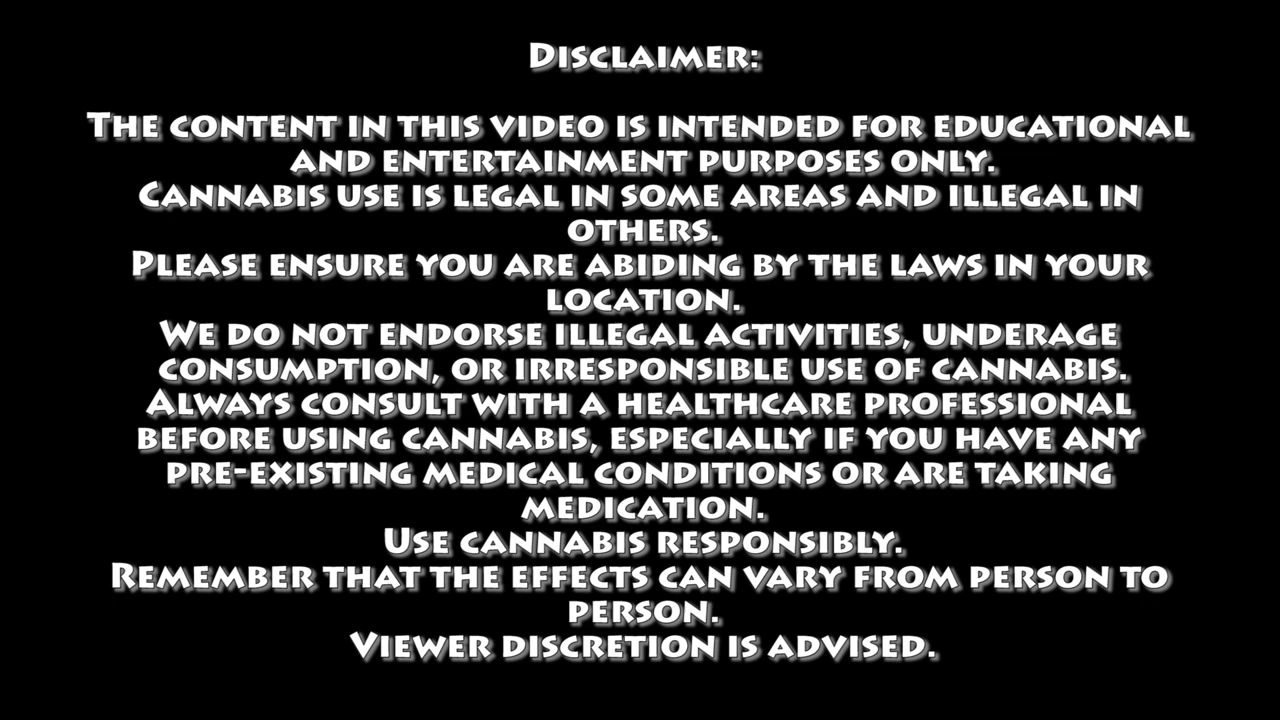 Disclaimer:
The content in this video is intended for educational
and entertainment purposes only.
Cannabis use is legal in some areas and illegal in
others.
Please ensure you are abiding by the laws in your
location.
We do not endorse illegal activities, underage
consumption, or irresponsible use of cannabis.
Always consult with a healthcare professional
before using cannabis, especially if you have any
pre-existing medical conditions or are taking
medication.
Use cannabis responsibly.
Remember that the effects can vary from person to
person.
Viewer discretion is advised.